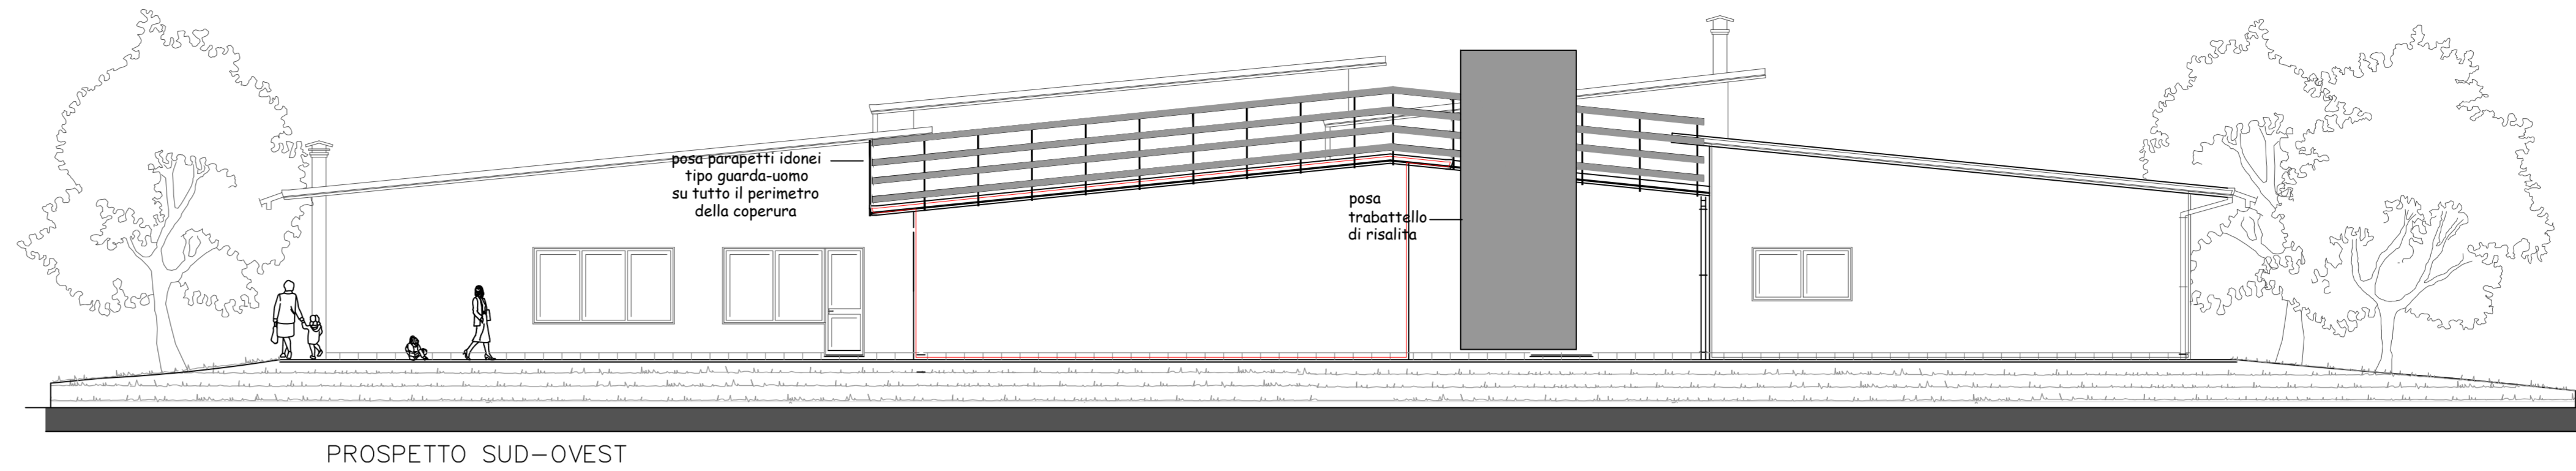 posa parapetti idonei
tipo guarda-uomo
su tutto il perimetro
della coperura
posa
trabattello
di risalita
PROSPETTO SUD-OVEST